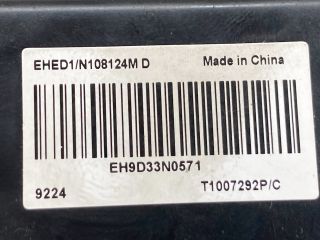 EHED1/N108124M D Made in China
EH9D33N0571
9224 T1007292P/C